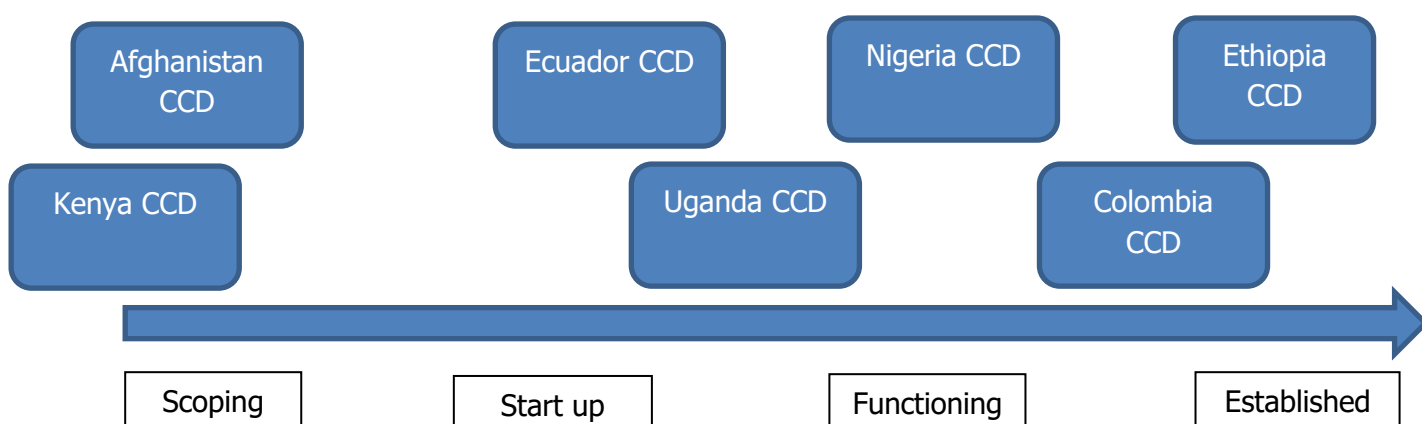 Afghanistan
CCD
Ecuador CCD
Nigeria CCD
Ethiopia
CCD
Kenya CCD
Uganda CCD
Colombia
CCD
Scoping
Start up
Functioning
Established